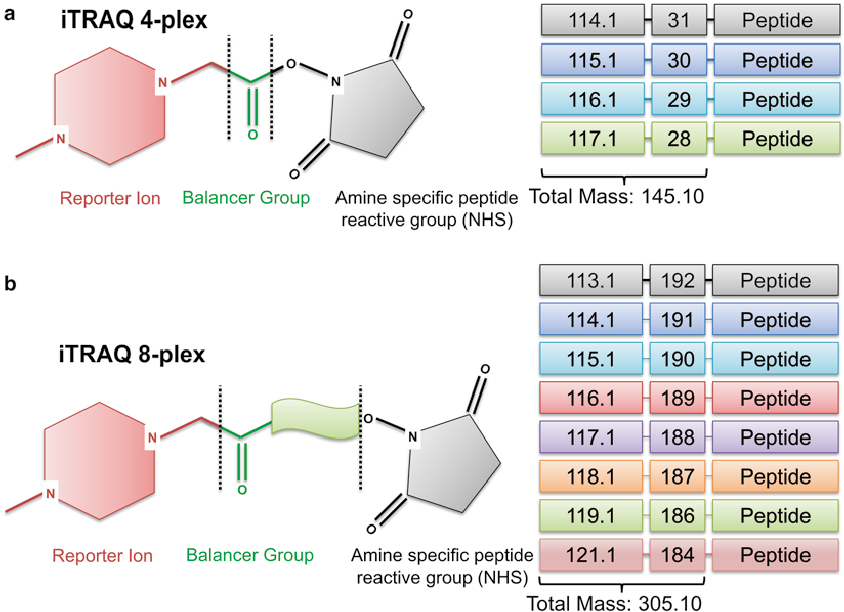 a
iTRAQ 4-plex
N
N
O
O
N
O
O
Reporter Ion
Balancer Group
Amine specific peptide
reactive group (NHS)
114.1 31 Peptide
115.1 30 Peptide
116.1 29 Peptide
117.1 28 Peptide
Total Mass: 145.10
b
iTRAQ 8-plex
N
N
O
O
N
O
O
Reporter Ion
Balancer Group
Amine specific peptide
reactive group (NHS)
113.1 192 Peptide
114.1 191 Peptide
115.1 190 Peptide
116.1 189 Peptide
117.1 188 Peptide
118.1 187 Peptide
119.1 186 Peptide
121.1 184 Peptide
Total Mass: 305.10